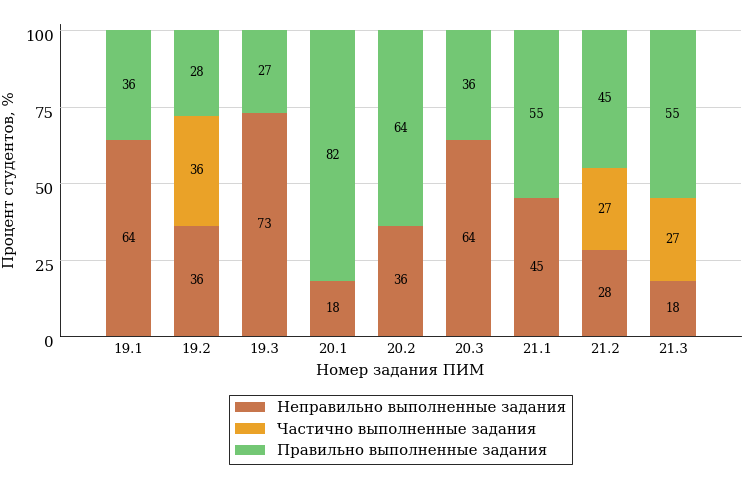 Процент студентов, %
100
75
50
25
0
36 28 27 82 64 36 55 45 55
36 27 27
64 36 73 18 36 64 45 28 18
19.1 19.2 19.3 20.1 20.2 20.3 21.1 21.2 21.3
Номер задания ПИМ
Неправильно выполненные задания
Частично выполненные задания
Правильно выполненные задания